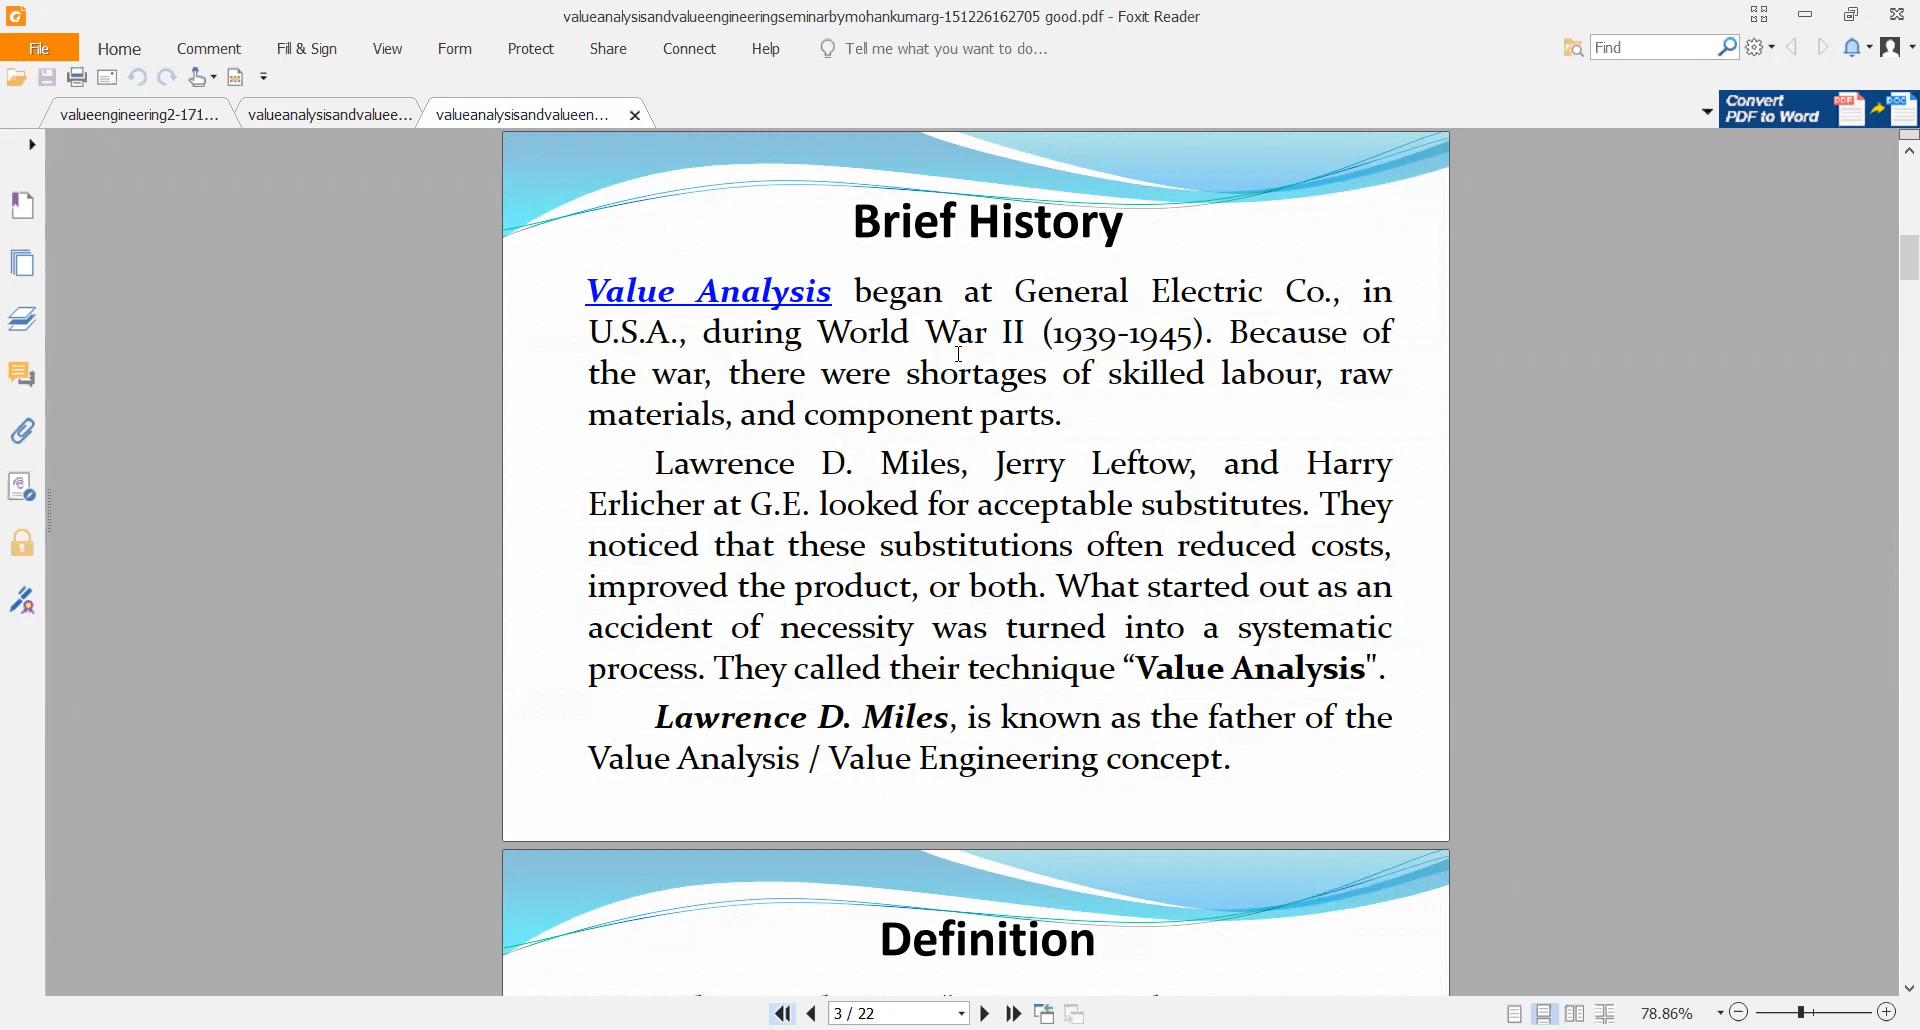 valueanalysisandvalueengineeringseminarbymohankumarg-151226162705 good.pdf - Foxit Reader
File Home Comment Fill & Sign View Form Protect Share Connect Help Tell me what you want to do... Find
valueengineering2-171... valueanalysisandvaluee... valueanalysisandvalueen...
Convert
PDF to Word
PDF DOC
Brief History
Value Analysis began at General Electric Co., in
U.S.A., during World War II (1939-1945). Because of
the war, there were shortages of skilled labour, raw
materials, and component parts.
Lawrence D. Miles, Jerry Leftow, and Harry
Erlicher at G.E. looked for acceptable substitutes. They
noticed that these substitutions often reduced costs,
improved the product, or both. What started out as an
accident of necessity was turned into a systematic
process. They called their technique “Value Analysis".
Lawrence D. Miles, is known as the father of the
Value Analysis / Value Engineering concept.
Definition
3 / 22
78.86%